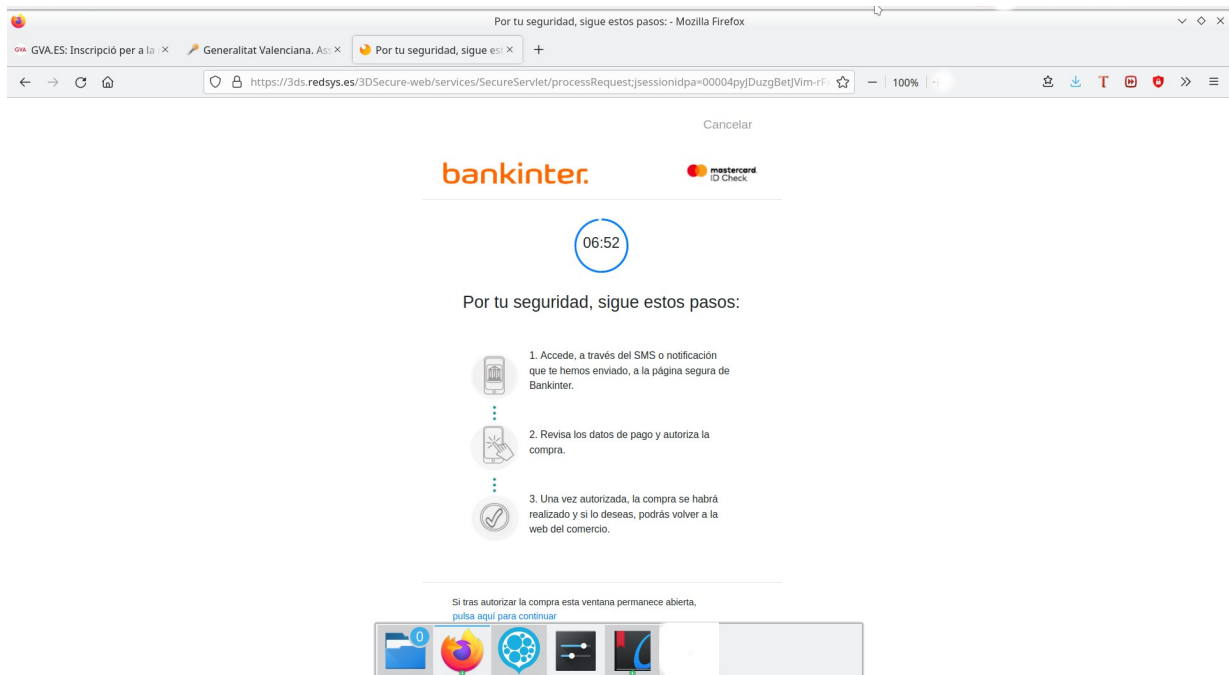 Por tu seguridad, sigue estos pasos: - Mozilla Firefox
GVA GVA.ES: Inscripció per a la
Generalitat Valenciana. Ass
Por tu seguridad, sigue est
https://3ds.redsys.es/3DSecure-web/services/SecureServlet/processRequest;jsessionidpa=00004pyJDuzgBetJVim-rF
100%
T
Cancelar
bankinter.
mastercard
ID Check
06:52
Por tu seguridad, sigue estos pasos:
1. Accede, a través del SMS o notificación
que te hemos enviado, a la página segura de
Bankinter.
2. Revisa los datos de pago y autoriza la
compra.
3. Una vez autorizada, la compra se habrá
realizado y si lo deseas, podrás volver a la
web del comercio.
Si tras autorizar la compra esta ventana permanece abierta,
pulsa aquí para continuar
0